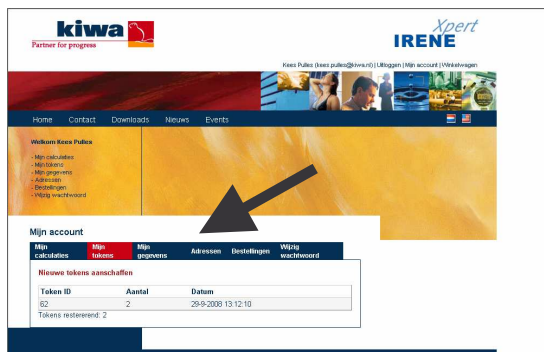 kiwa
Partner for progress
Xpert
IRENE
Kees Pulles (kees.pulles@kiwa.nl) | Uitloggen | Mijn account | Winkelwagen
Home Contact Downloads Nieuws Events
Welkom Kees Pulles
- Mijn calculaties
- Mijn tokens
- Mijn gegevens
- Adressen
- Bestellingen
- Wijzig wachtwoord
Mijn account
Mijn calculaties Mijn tokens Mijn gegevens Adressen Bestellingen Wijzig wachtwoord
Nieuwe tokens aanschaffen
Token ID Aantal Datum
62 2 29-9-2008 13:12:10
Tokens resterend: 2